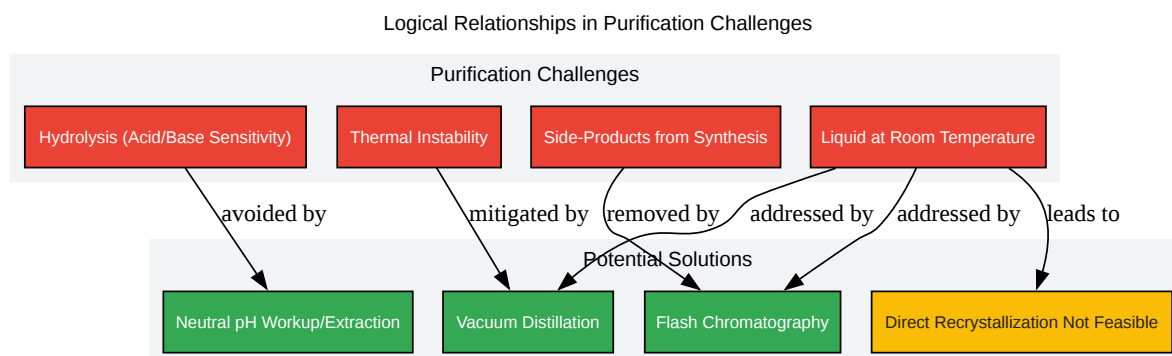 Logical Relationships in Purification Challenges
Purification Challenges
Hydrolysis (Acid/Base Sensitivity)
Thermal Instability
Side-Products from Synthesis
Liquid at Room Temperature
avoided by
mitigated by
removed by
addressed by
addressed by
leads to
Potential Solutions
Neutral pH Workup/Extraction
Vacuum Distillation
Flash Chromatography
Direct Recrystallization Not Feasible